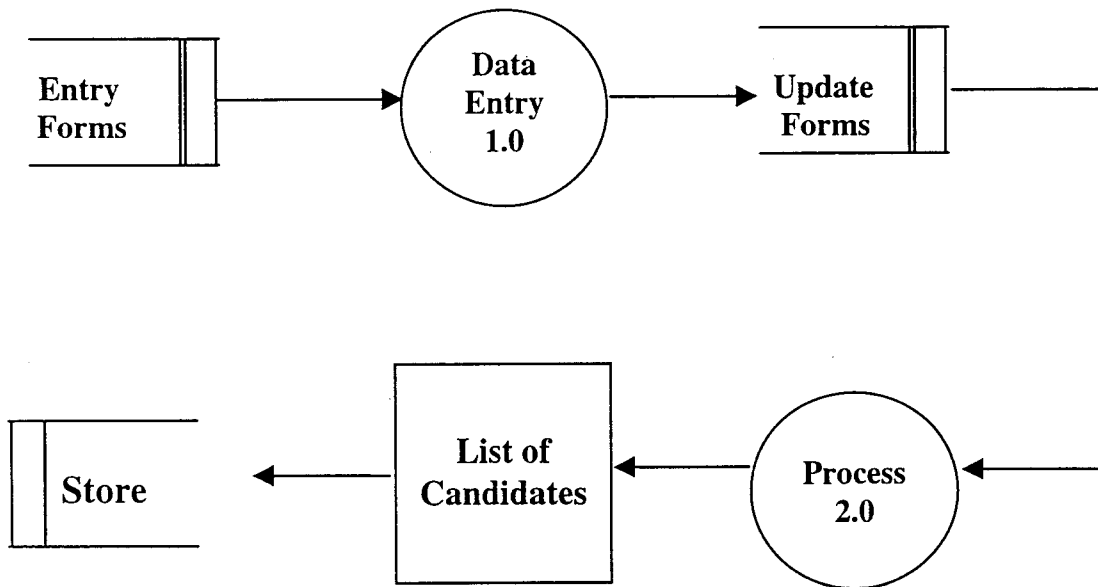 Entry
Forms
Data
Entry
1.0
Update
Forms
Process
2.0
List of
Candidates
Store